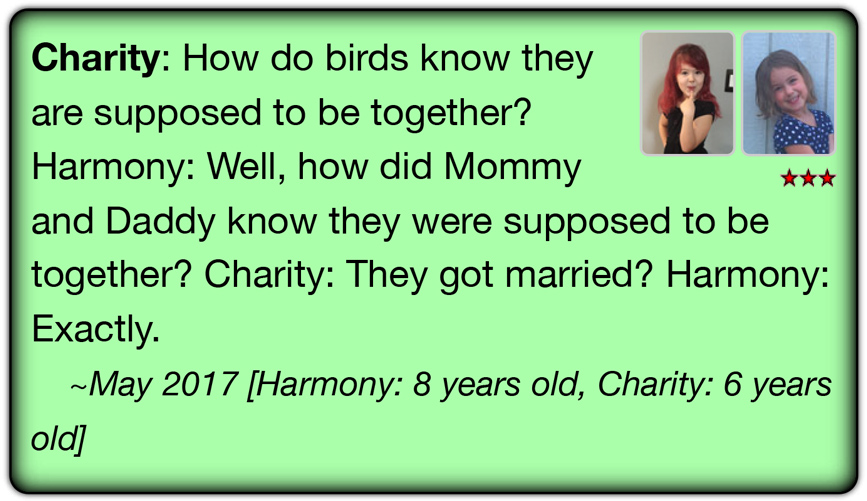 Charity: How do birds know they
are supposed to be together?
Harmony: Well, how did Mommy
and Daddy know they were supposed to be
together? Charity: They got married? Harmony:
Exactly.
~May 2017 [Harmony: 8 years old, Charity: 6 years
old]